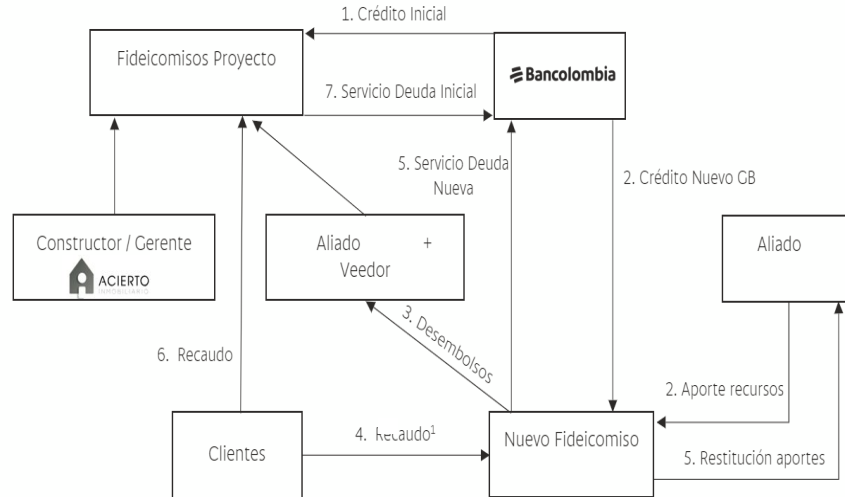 1. Crédito Inicial
Fideicomisos Proyecto
Bancolombia
7. Servicio Deuda Inicial
5. Servicio Deuda
Nueva
2. Crédito Nuevo GB
Constructor / Gerente
ACIERTO
INMOBILIARIO
Aliado +
Veedor
Aliado
3. Desembolsos
6. Recaudo
2. Aporte recursos
Clientes
4. Recaudo¹
Nuevo Fideicomiso
5. Restitución aportes